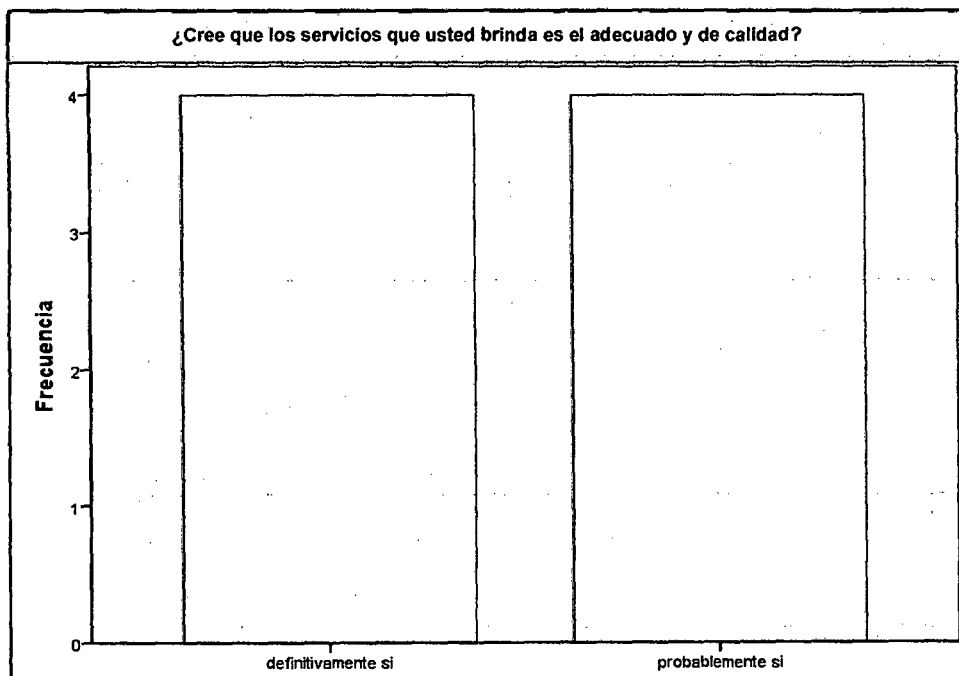 ¿Cree que los servicios que usted brinda es el adecuado y de calidad?
4
3
2
1
0
Frecuencia
definitivamente si
probablemente si